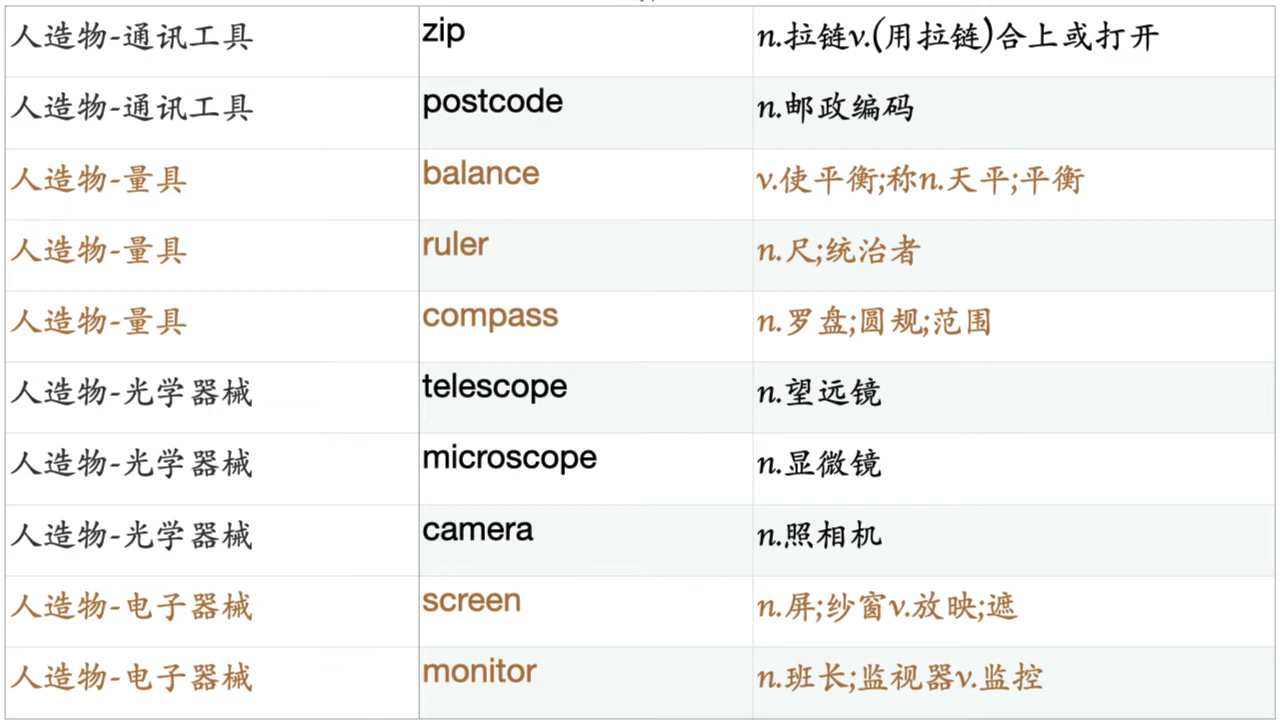 人造物-通讯工具 zip n.拉链v.(用拉链)合上或打开
人造物-通讯工具 postcode n.邮政编码
人造物-量具 balance v.使平衡;称n.天平;平衡
人造物-量具 ruler n.尺;统治者
人造物-量具 compass n.罗盘;圆规;范围
人造物-光学器械 telescope n.望远镜
人造物-光学器械 microscope n.显微镜
人造物-光学器械 camera n.照相机
人造物-电子器械 screen n.屏;纱窗v.放映;遮
人造物-电子器械 monitor n.班长;监视器v.监控